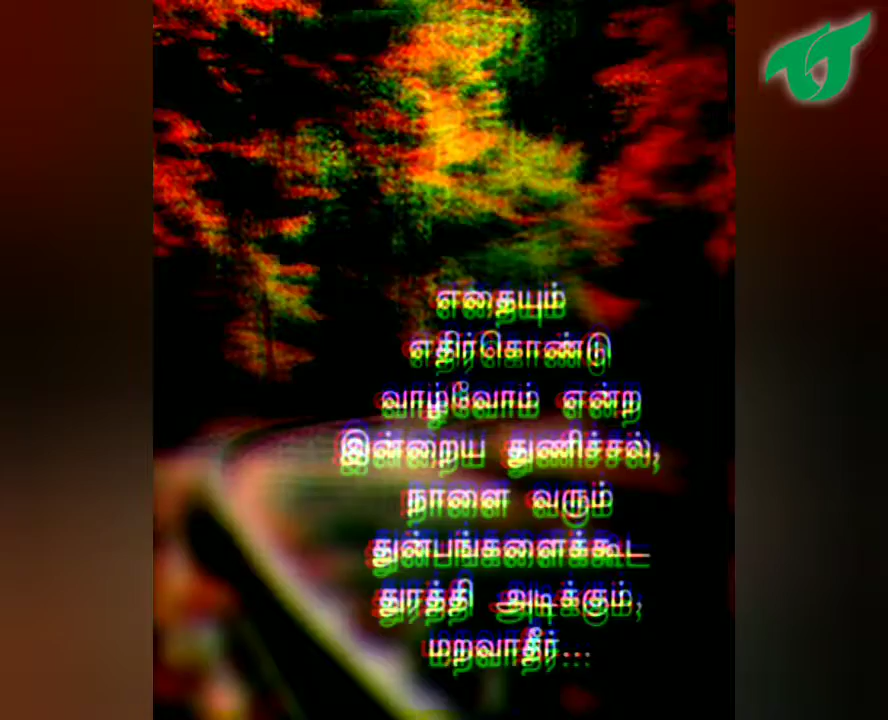 எதையும்
எதிர்கொண்டு
வாழ்வோம் என்ற
இன்றைய துணிச்சல்,
நாளை வரும்
துன்பங்களைக்கூட
துரத்தி அடிக்கும்,
மறவாதீர்...